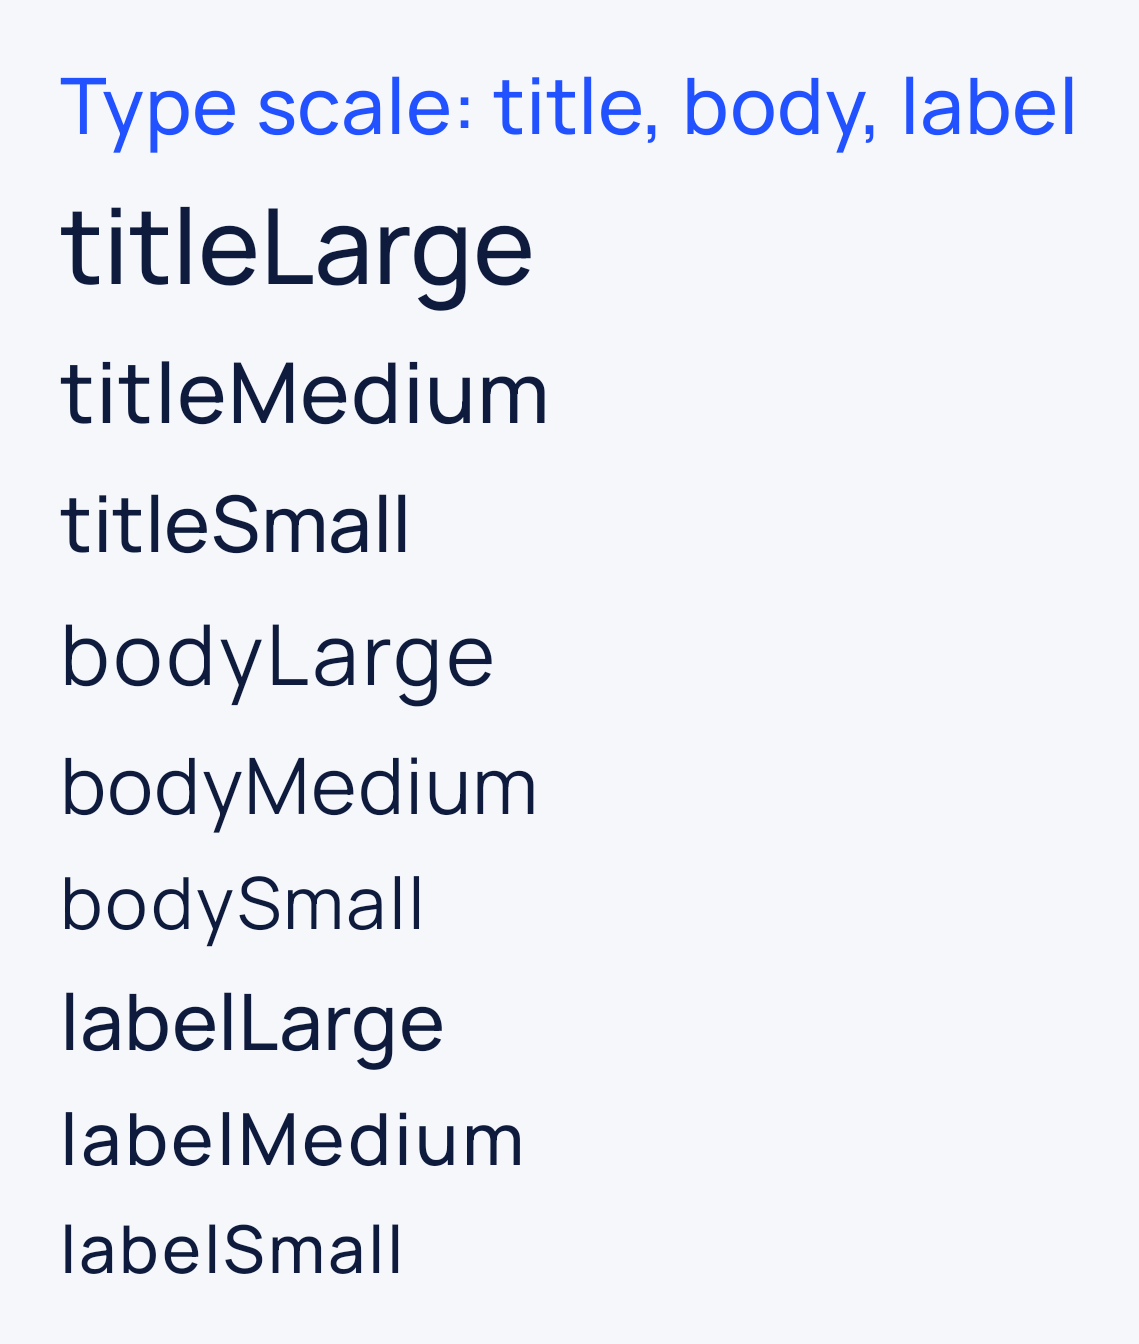 Type scale: title, body, label
titleLarge
titleMedium
titleSmall
bodyLarge
bodyMedium
bodySmall
labelLarge
labelMedium
labelSmall